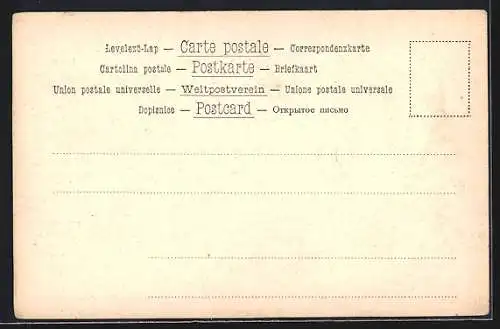 Levelezö-Lap — Carte postale — Correspondenzkarte
Cartolina postale — Postkarte — Briefkaart
Union postale universelle — Weltpostverein — Unione postale universale
Dopisnice — Postcard — Открытое письмо